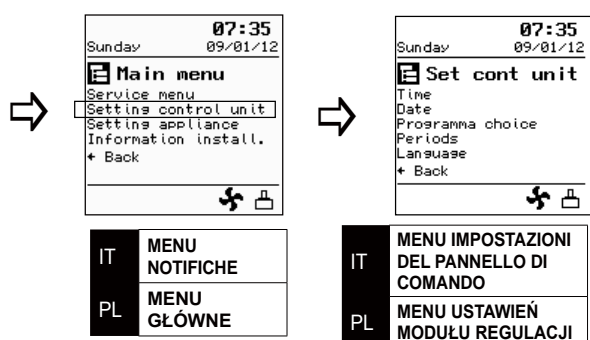 07:35
Sunday 09/01/12
Main menu
Service menu
Setting control unit
Setting appliance
Information install.
← Back
IT
MENU
NOTIFICHE
PL
MENU
GŁÓWNE
07:35
Sunday 09/01/12
Set cont unit
Time
Date
Programma choice
Periods
Language
← Back
IT
MENU IMPOSTAZIONI
DEL PANNELLO DI
COMANDO
PL
MENU USTAWIEŃ
MODUŁU REGULACJI